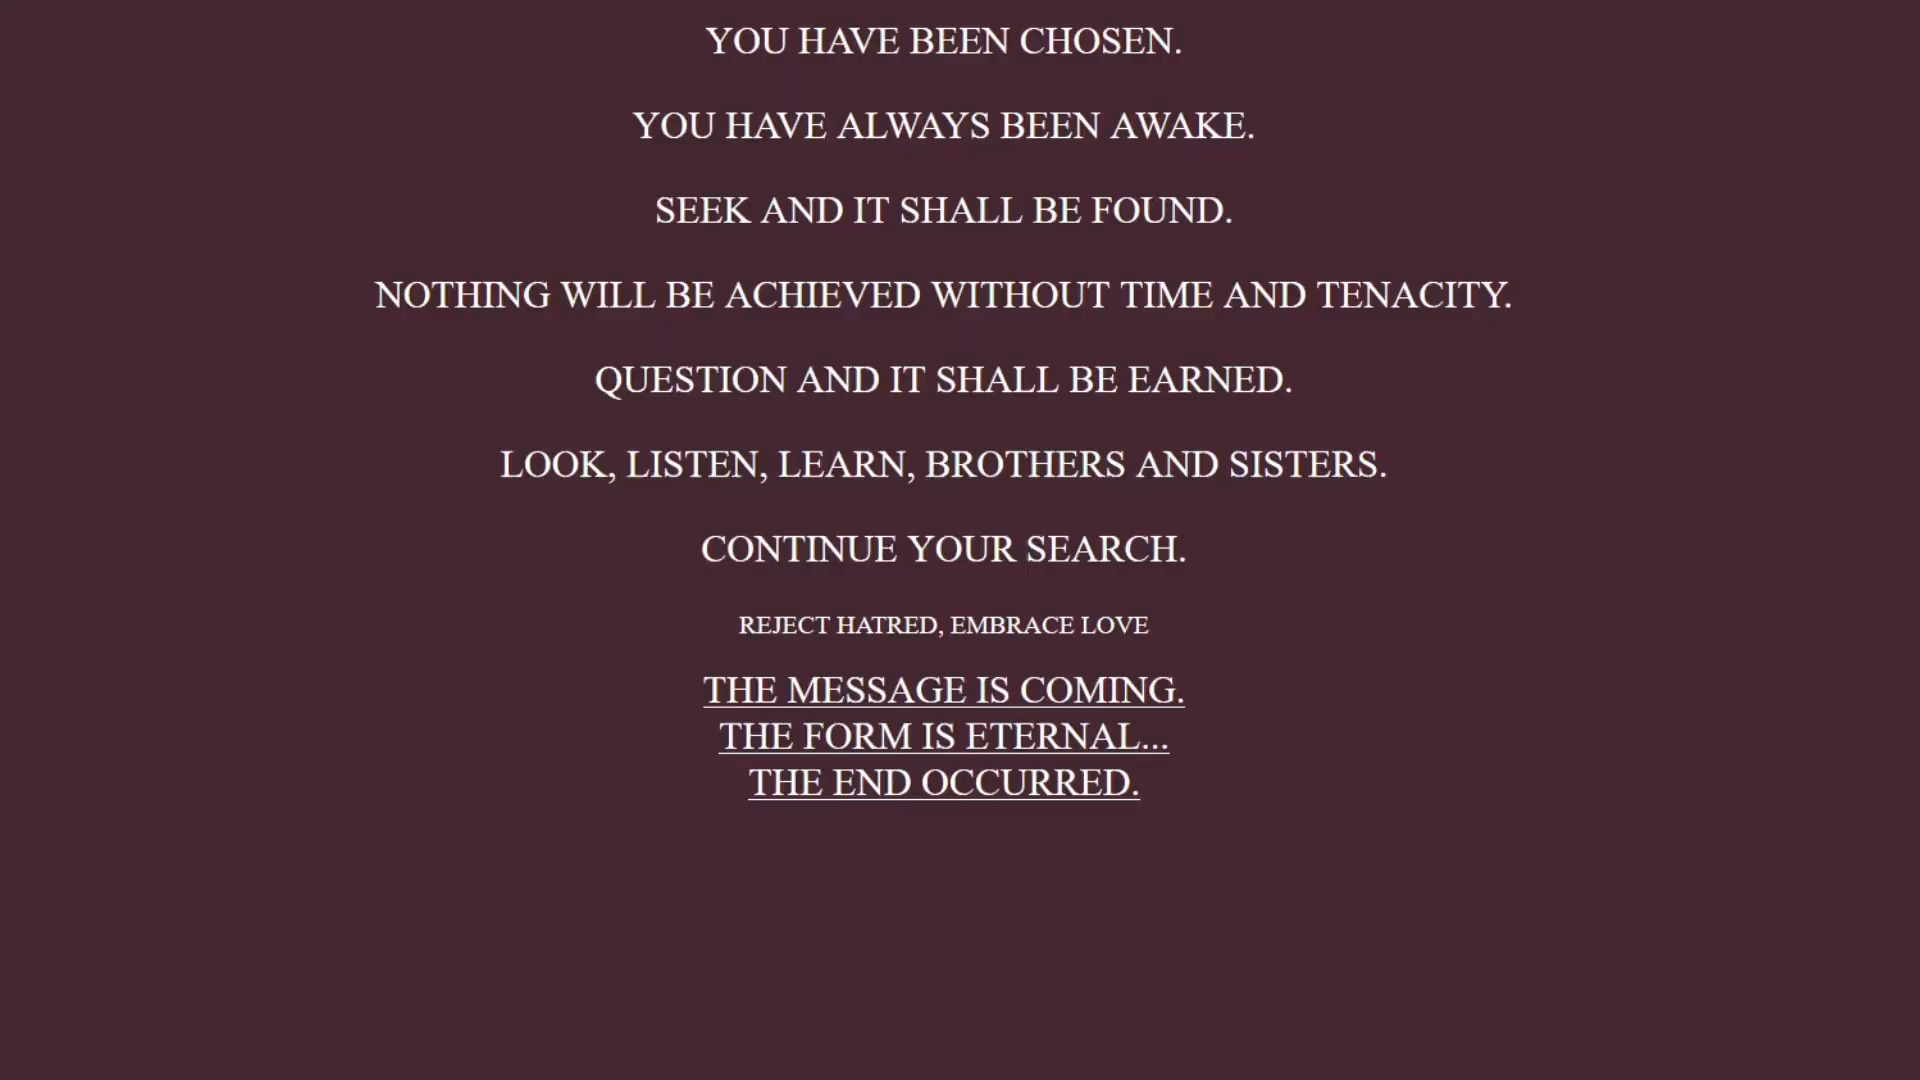 YOU HAVE BEEN CHOSEN.
YOU HAVE ALWAYS BEEN AWAKE.
SEEK AND IT SHALL BE FOUND.
NOTHING WILL BE ACHIEVED WITHOUT TIME AND TENACITY.
QUESTION AND IT SHALL BE EARNED.
LOOK, LISTEN, LEARN, BROTHERS AND SISTERS.
CONTINUE YOUR SEARCH.
REJECT HATRED, EMBRACE LOVE
THE MESSAGE IS COMING.
THE FORM IS ETERNAL...
THE END OCCURRED.